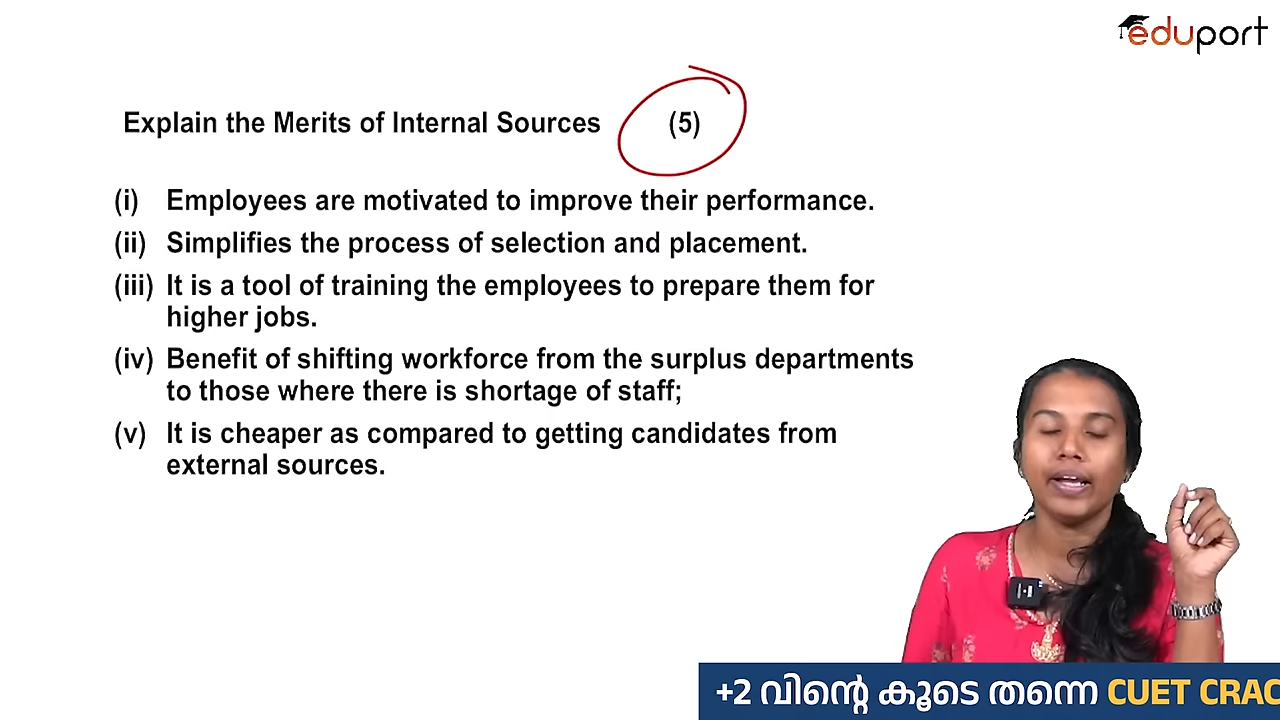 eduport
Explain the Merits of Internal Sources (5)
(i) Employees are motivated to improve their performance.
(ii) Simplifies the process of selection and placement.
(iii) It is a tool of training the employees to prepare them for
higher jobs.
(iv) Benefit of shifting workforce from the surplus departments
to those where there is shortage of staff;
(v) It is cheaper as compared to getting candidates from
external sources.
+2 വിന്റെ കൂടെ തന്നെ CUET CRAC